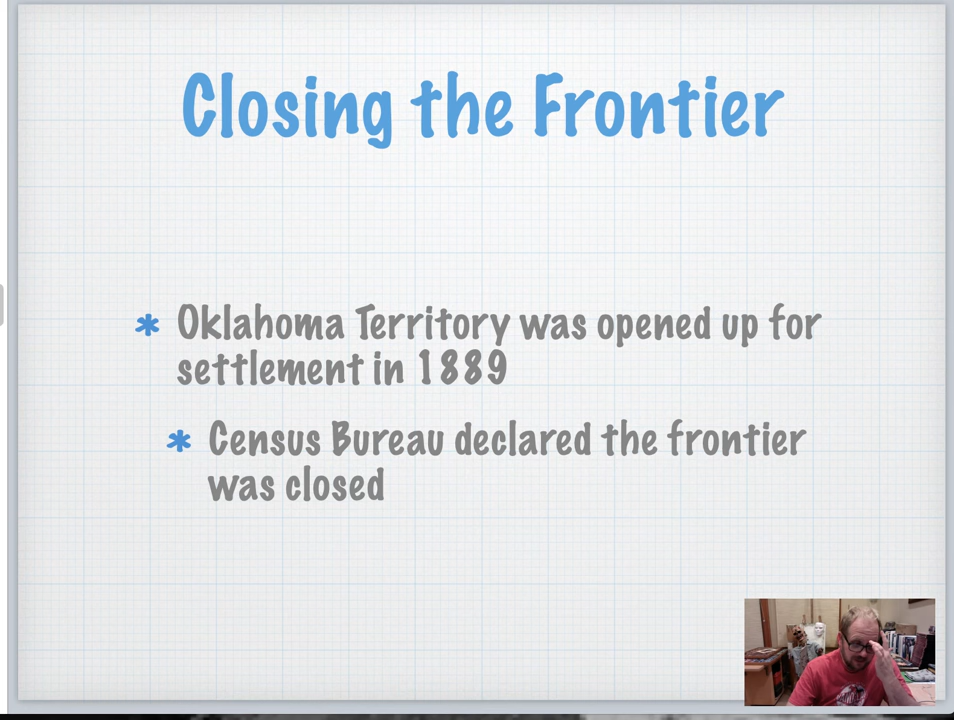 Closing the Frontier
* Oklahoma Territory was opened up for
settlement in 1889
* Census Bureau declared the frontier
was closed